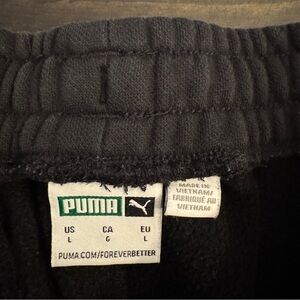 PUMA
US CA EU
L G L
PUMA.COM/FOREVERBETTER
MADE IN
VIETNAM/
FABRIQUÉ AU
VIETNAM